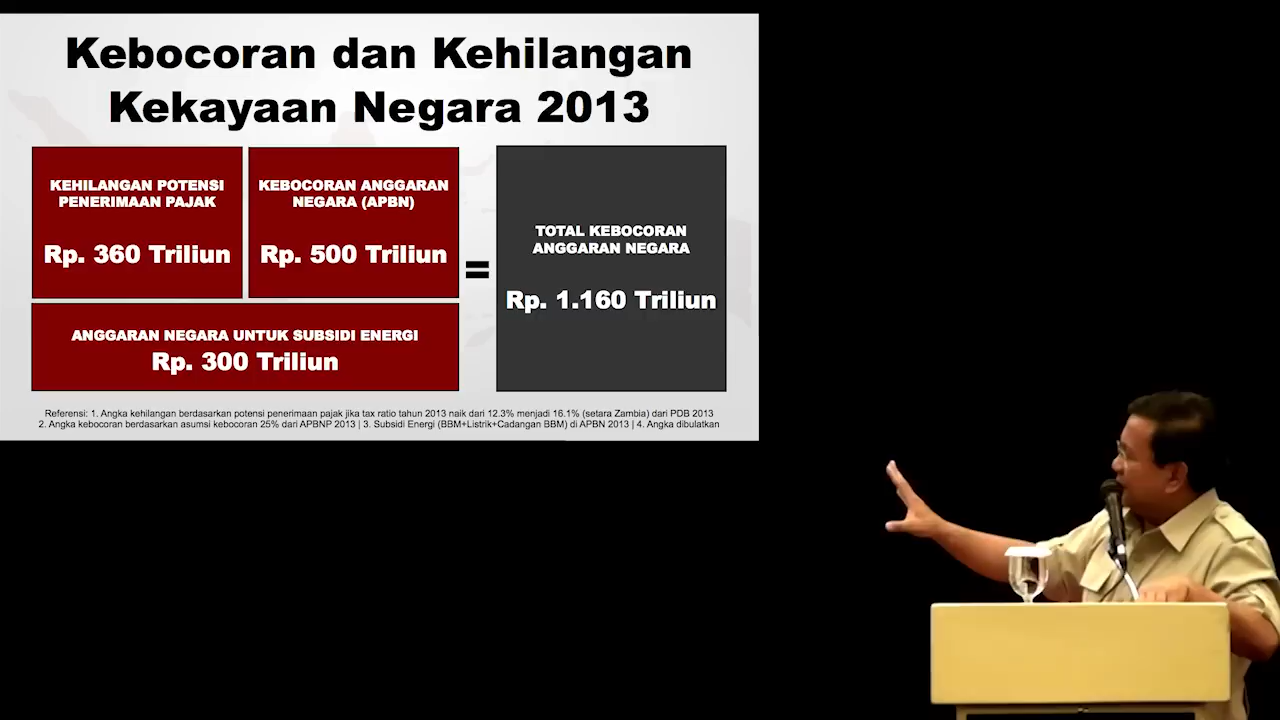 Kebocoran dan Kehilangan
Kekayaan Negara 2013
KEHILANGAN POTENSI
PENERIMAAN PAJAK
Rp. 360 Triliun
KEBOCORAN ANGGARAN
NEGARA (APBN)
Rp. 500 Triliun
ANGGARAN NEGARA UNTUK SUBSIDI ENERGI
Rp. 300 Triliun
=
TOTAL KEBOCORAN
ANGGARAN NEGARA
Rp. 1.160 Triliun
Referensi: 1. Angka kehilangan berdasarkan potensi penerimaan pajak jika tax ratio tahun 2013 naik dari 12.3% menjadi 16.1% (setara Zambia) dari PDB 2013
2. Angka kebocoran berdasarkan asumsi kebocoran 25% dari APBNP 2013 | 3. Subsidi Energi (BBM+Listrik+Cadangan BBM) di APBN 2013 | 4. Angka dibulatkan